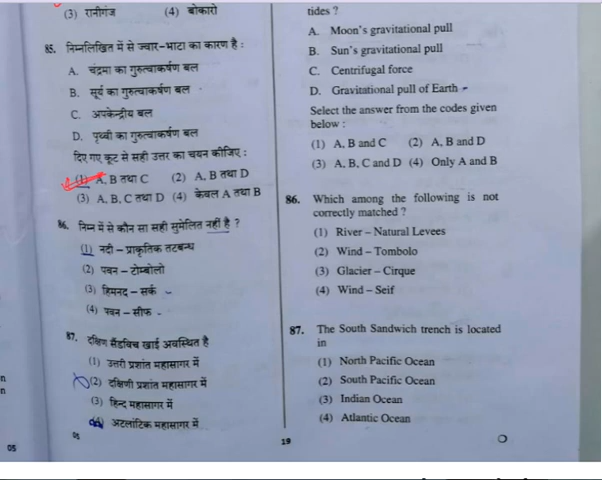 (3) रानीगंज (4) बोकारो
85. निम्नलिखित में से ज्वार-भाटा का कारण है :
A. चंद्रमा का गुरुत्वाकर्षण बल
B. सूर्य का गुरुत्वाकर्षण बल
C. अपकेन्द्रीय बल
D. पृथ्वी का गुरुत्वाकर्षण बल
दिए गए कूट से सही उत्तर का चयन कीजिए :
(1) A, B तथा C (2) A, B तथा D
(3) A, B, C तथा D (4) केवल A तथा B
86. निम्न में से कौन सा सही सुमेलित नहीं है ?
(1) नदी – प्राकृतिक तटबन्ध
(2) पवन – टोम्बोलो
(3) हिमनद – सर्क
(4) पवन – सीफ
87. दक्षिण सैंडविच खाई अवस्थित है
(1) उत्तरी प्रशांत महासागर में
(2) दक्षिणी प्रशांत महासागर में
(3) हिन्द महासागर में
(4) अटलांटिक महासागर में
05
tides ?
A. Moon's gravitational pull
B. Sun's gravitational pull
C. Centrifugal force
D. Gravitational pull of Earth
Select the answer from the codes given
below :
(1) A, B and C (2) A, B and D
(3) A, B, C and D (4) Only A and B
86. Which among the following is not
correctly matched ?
(1) River – Natural Levees
(2) Wind – Tombolo
(3) Glacier – Cirque
(4) Wind – Seif
87. The South Sandwich trench is located
in
(1) North Pacific Ocean
(2) South Pacific Ocean
(3) Indian Ocean
(4) Atlantic Ocean
19
n
n
05